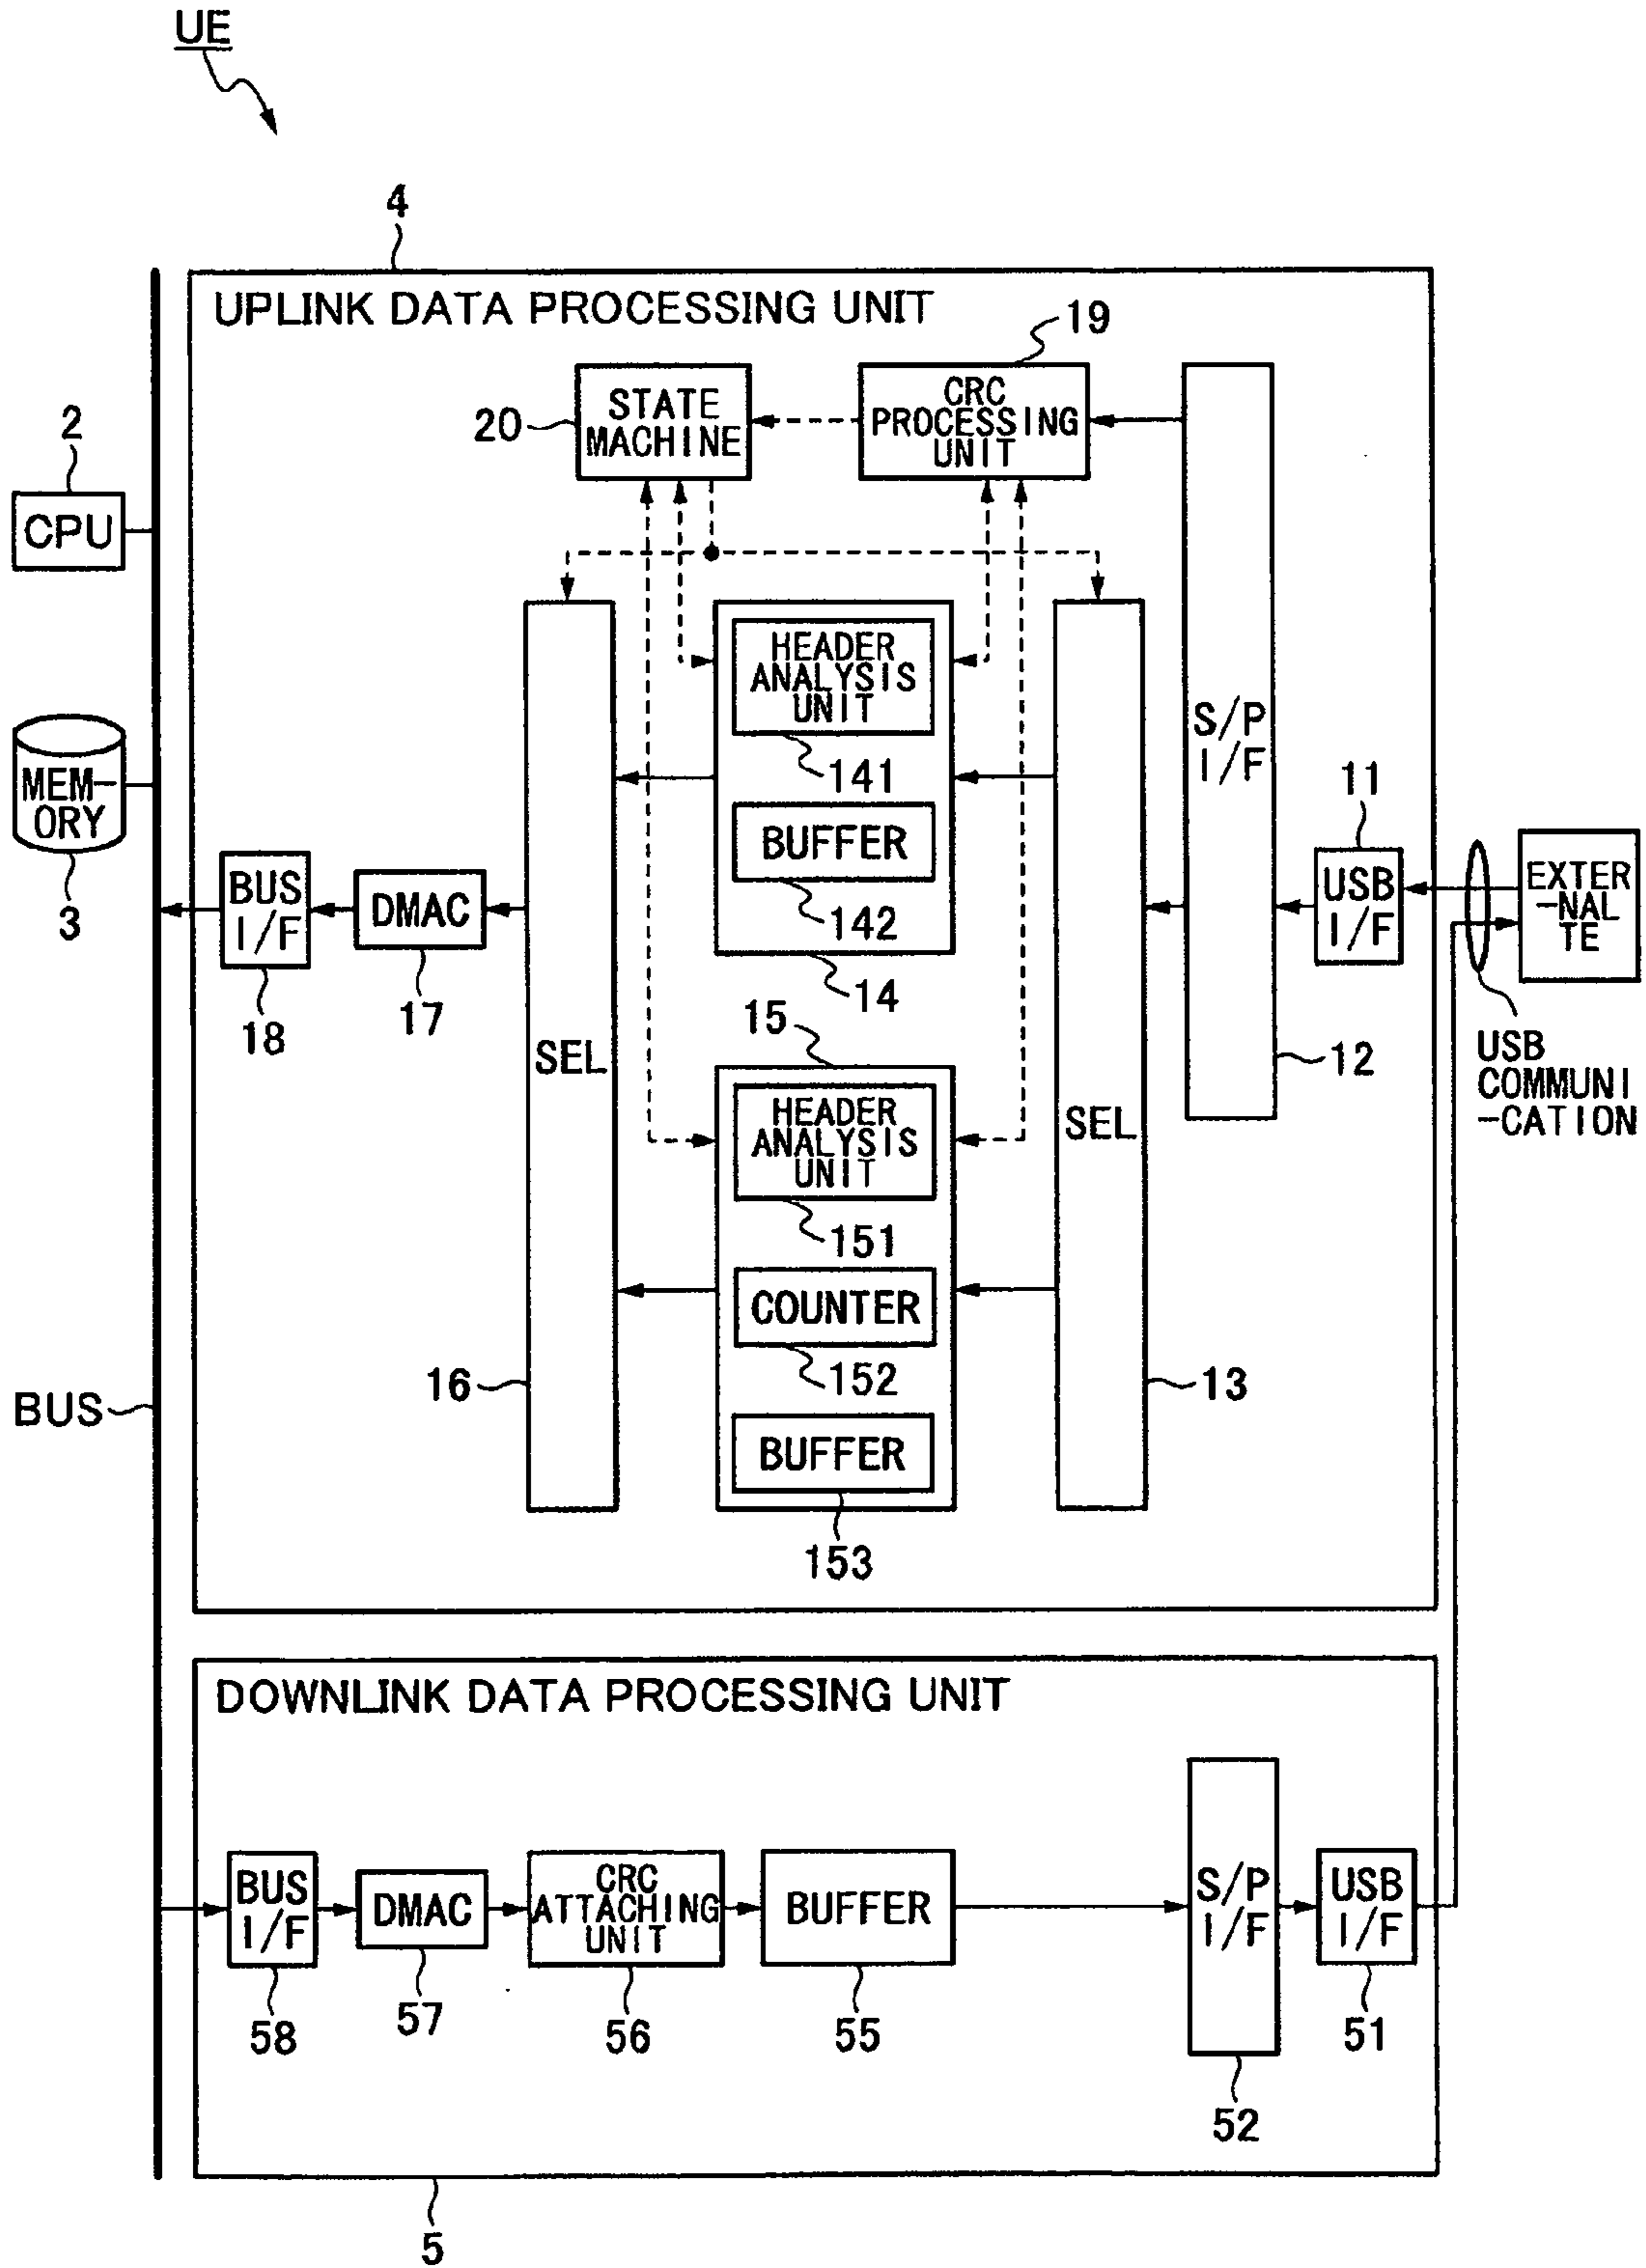 UE
4
UPLINK DATA PROCESSING UNIT
19
20
STATE
MACHINE
CRC
PROCESSING
UNIT
2
CPU
HEADER
ANALYSIS
UNIT
141
BUFFER
142
14
S/P
I/F
11
USB
I/F
EXTER
-NAL
TE
MEM-
ORY
3
BUS
I/F
18
DMAC
17
SEL
15
HEADER
ANALYSIS
UNIT
151
COUNTER
152
BUFFER
153
SEL
12
USB
COMMUNI
-CATION
16
13
BUS
DOWNLINK DATA PROCESSING UNIT
BUS
I/F
58
DMAC
57
CRC
ATTACHING
UNIT
56
BUFFER
55
S/P
I/F
52
USB
I/F
51
5